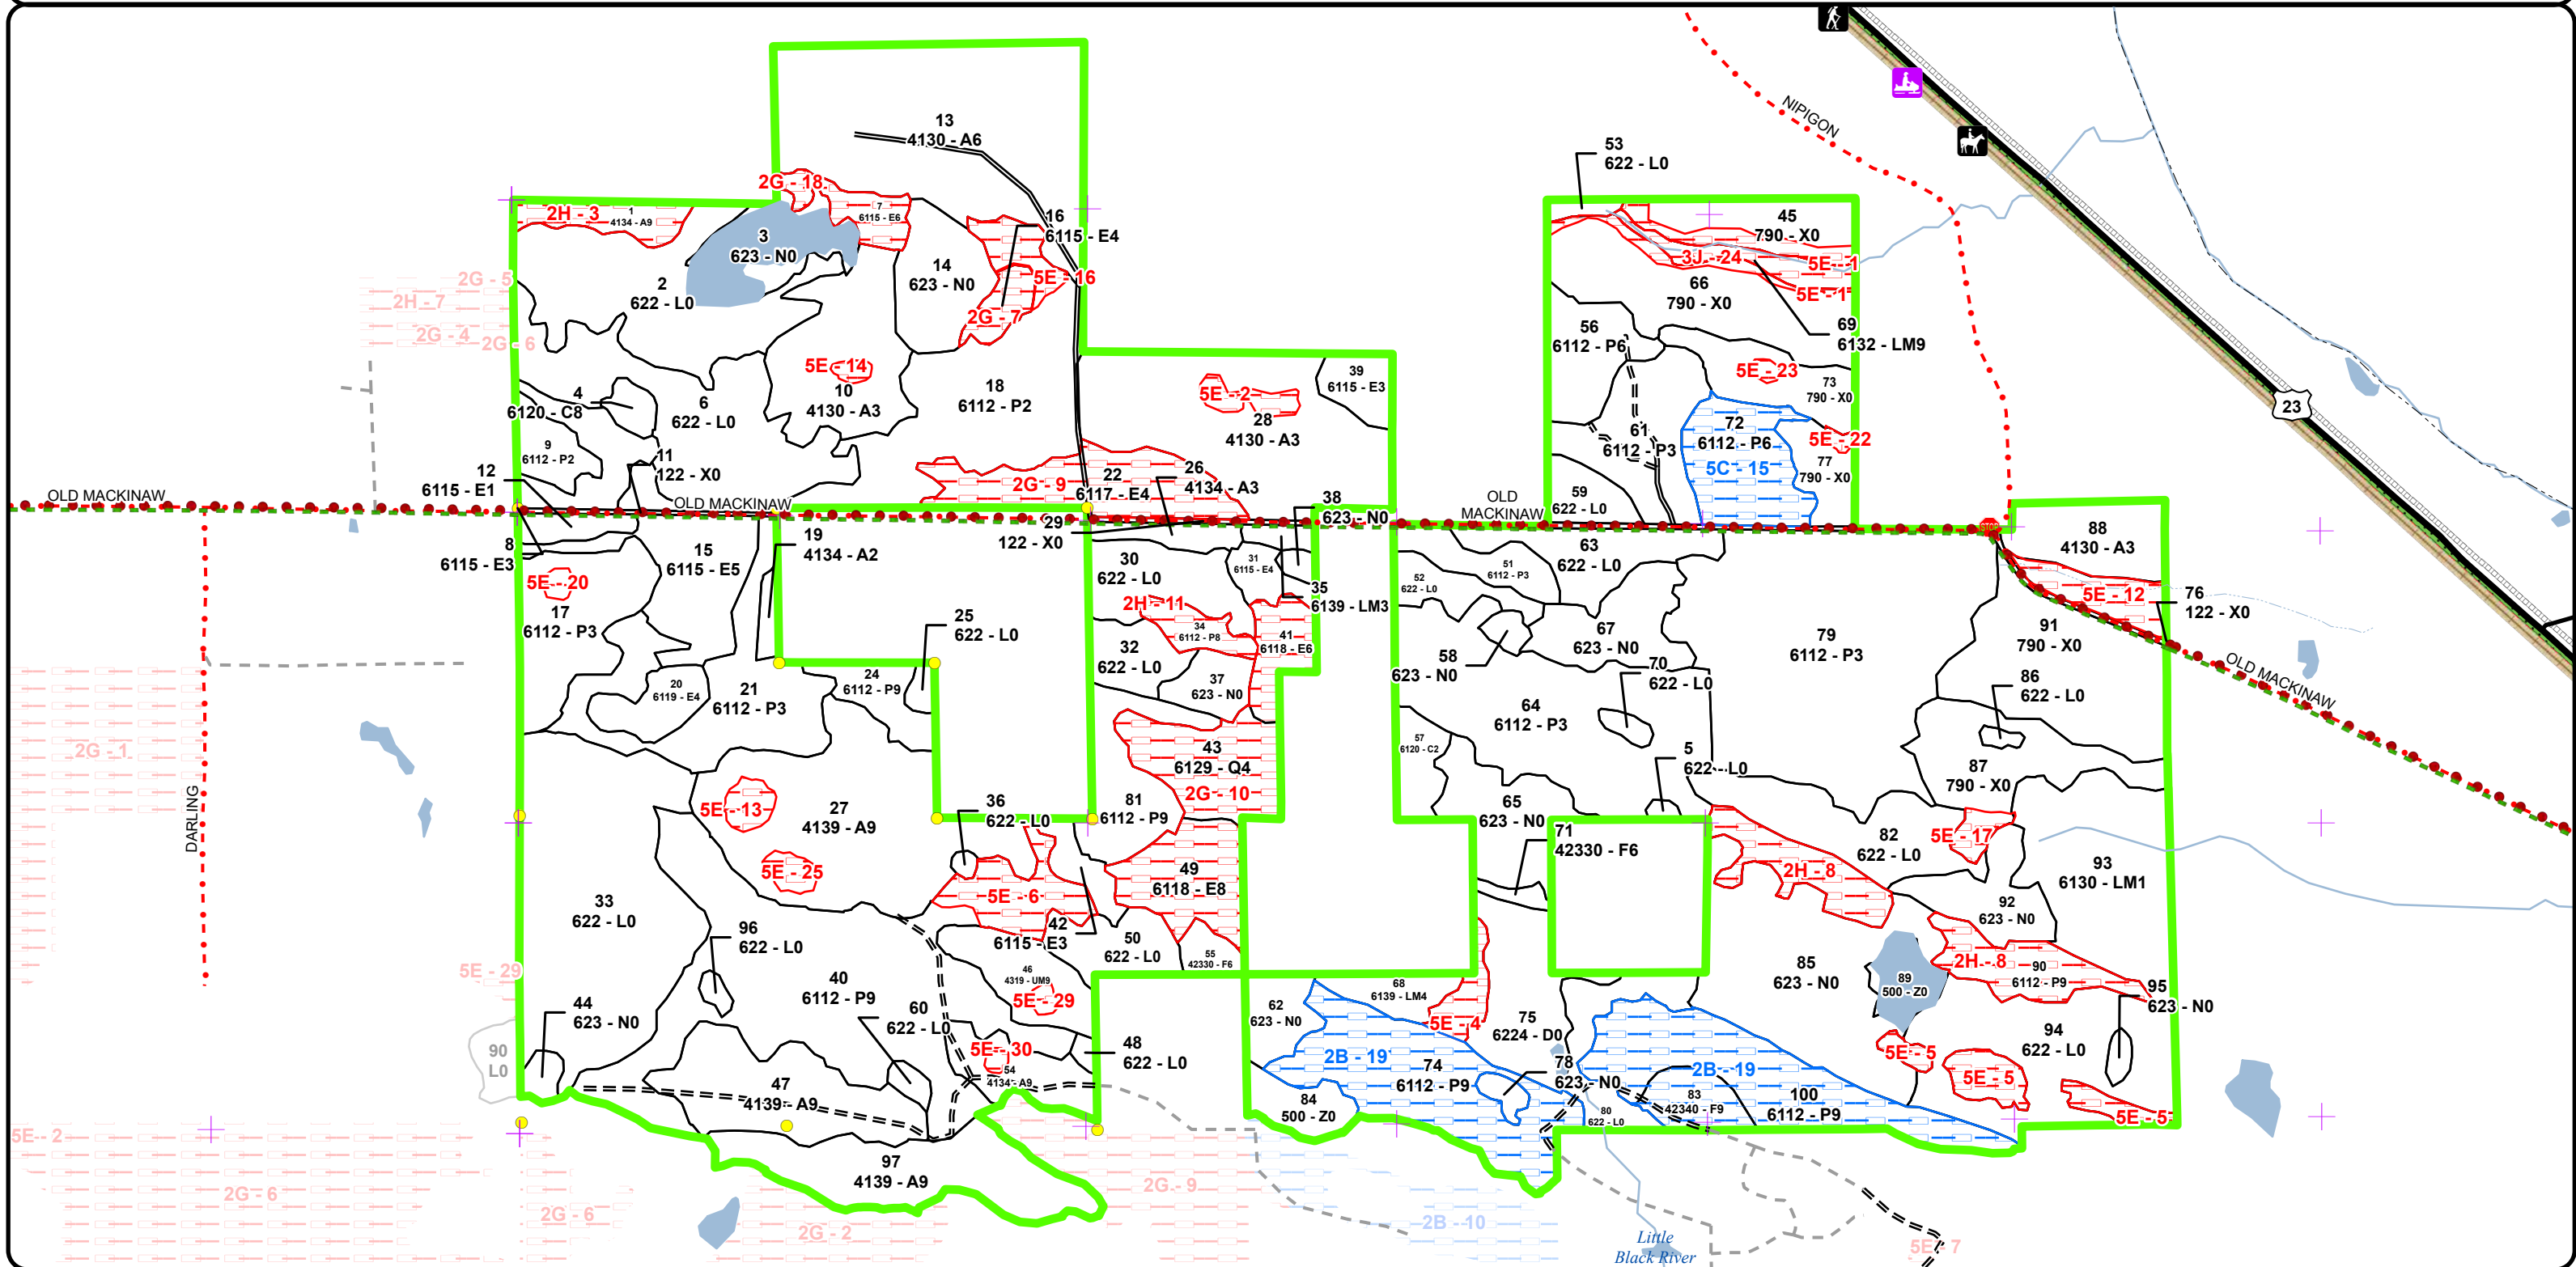 13
4130 - A6
NIPIGON
53
622 - L0
2G - 18
2H - 3
1
4134 - A9
7
6115 - E6
16
6115 - E4
45
790 - X0
3
623 - N0
14
623 - N0
5E - 16
3J - 24
5E - 1
5E - 1
2G - 5
2H - 7
2G - 4
2G - 6
2
622 - L0
2G - 7
66
790 - X0
69
6132 - LM9
56
6112 - P6
5E - 14
10
4130 - A3
18
6112 - P2
5E - 2
28
4130 - A3
39
6115 - E3
5E - 23
73
790 - X0
23
4
6120 - C8
6
622 - L0
9
6112 - P2
61
6112 - P3
72
6112 - P6
5C - 15
5E - 22
77
790 - X0
12
6115 - E1
11
122 - X0
2G - 9
22
6117 - E4
26
4134 - A3
38
623 - N0
59
622 - L0
OLD MACKINAW
OLD MACKINAW
OLD
MACKINAW
STOP
29
122 - X0
8
6115 - E3
15
6115 - E5
19
4134 - A2
30
622 - L0
31
6115 - E4
35
6139 - LM3
52
622 - L0
51
6112 - P3
63
622 - L0
88
4130 - A3
5E - 12
76
122 - X0
5E - 20
17
6112 - P3
25
622 - L0
2H - 11
34
6112 - P8
41
6118 - E6
32
622 - L0
37
623 - N0
58
623 - N0
67
623 - N0
70
622 - L0
79
6112 - P3
91
790 - X0
OLD MACKINAW
86
622 - L0
20
6119 - E4
21
6112 - P3
24
6112 - P9
64
6112 - P3
57
6120 - C2
5
622 - L0
2G - 1
43
6129 - Q4
2G - 10
87
790 - X0
DARLING
5E - 13
27
4139 - A9
36
622 - L0
81
6112 - P9
65
623 - N0
71
42330 - F6
82
622 - L0
5E - 17
93
6130 - LM1
5E - 25
5E - 6
49
6118 - E8
2H - 8
33
622 - L0
96
622 - L0
42
6115 - E3
50
622 - L0
55
42330 - F6
92
623 - N0
5E - 29
40
6112 - P9
46
4319 - UM9
5E - 29
68
6139 - LM4
85
623 - N0
89
500 - Z0
2H - 8
90
6112 - P9
95
623 - N0
44
623 - N0
60
622 - L0
62
623 - N0
5E - 4
75
6224 - D0
94
622 - L0
90
L0
5E - 30
54
4134 - A9
48
622 - L0
2B - 19
74
6112 - P9
78
623 - N0
2B - 19
5E - 5
5E - 5
47
4139 - A9
84
500 - Z0
80
622 - L0
83
42340 - F9
100
6112 - P9
5E - 5
5E - 2
97
4139 - A9
2G - 6
2G - 6
2G - 2
2G - 9
2B - 10
Little
Black River
5E - 7